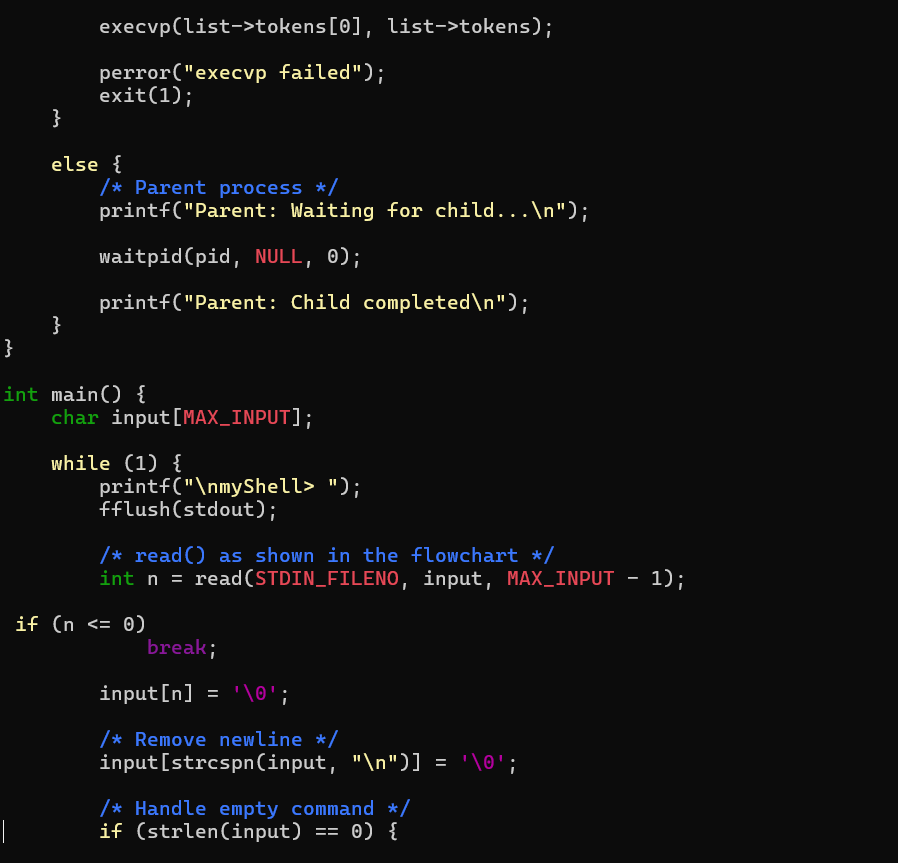 execvp(list->tokens[0], list->tokens);

        perror("execvp failed");
        exit(1);
    }

    else {
        /* Parent process */
        printf("Parent: Waiting for child...\n");

        waitpid(pid, NULL, 0);

        printf("Parent: Child completed\n");
    }
}

int main() {
    char input[MAX_INPUT];

    while (1) {
        printf("\nmyShell> ");
        fflush(stdout);

        /* read() as shown in the flowchart */
        int n = read(STDIN_FILENO, input, MAX_INPUT - 1);

 if (n <= 0)
            break;

        input[n] = '\0';

        /* Remove newline */
        input[strcspn(input, "\n")] = '\0';

        /* Handle empty command */
        if (strlen(input) == 0) {